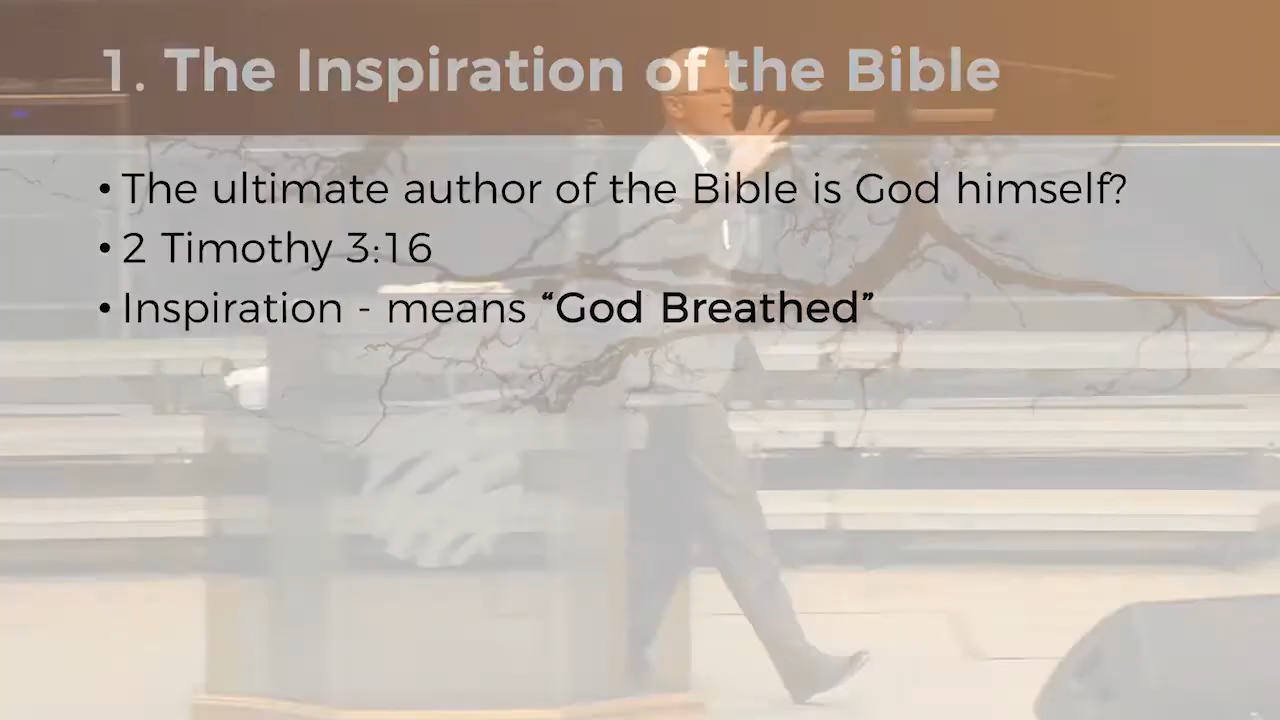 1. The Inspiration of the Bible
• The ultimate author of the Bible is God himself?
• 2 Timothy 3:16
• Inspiration - means “God Breathed”